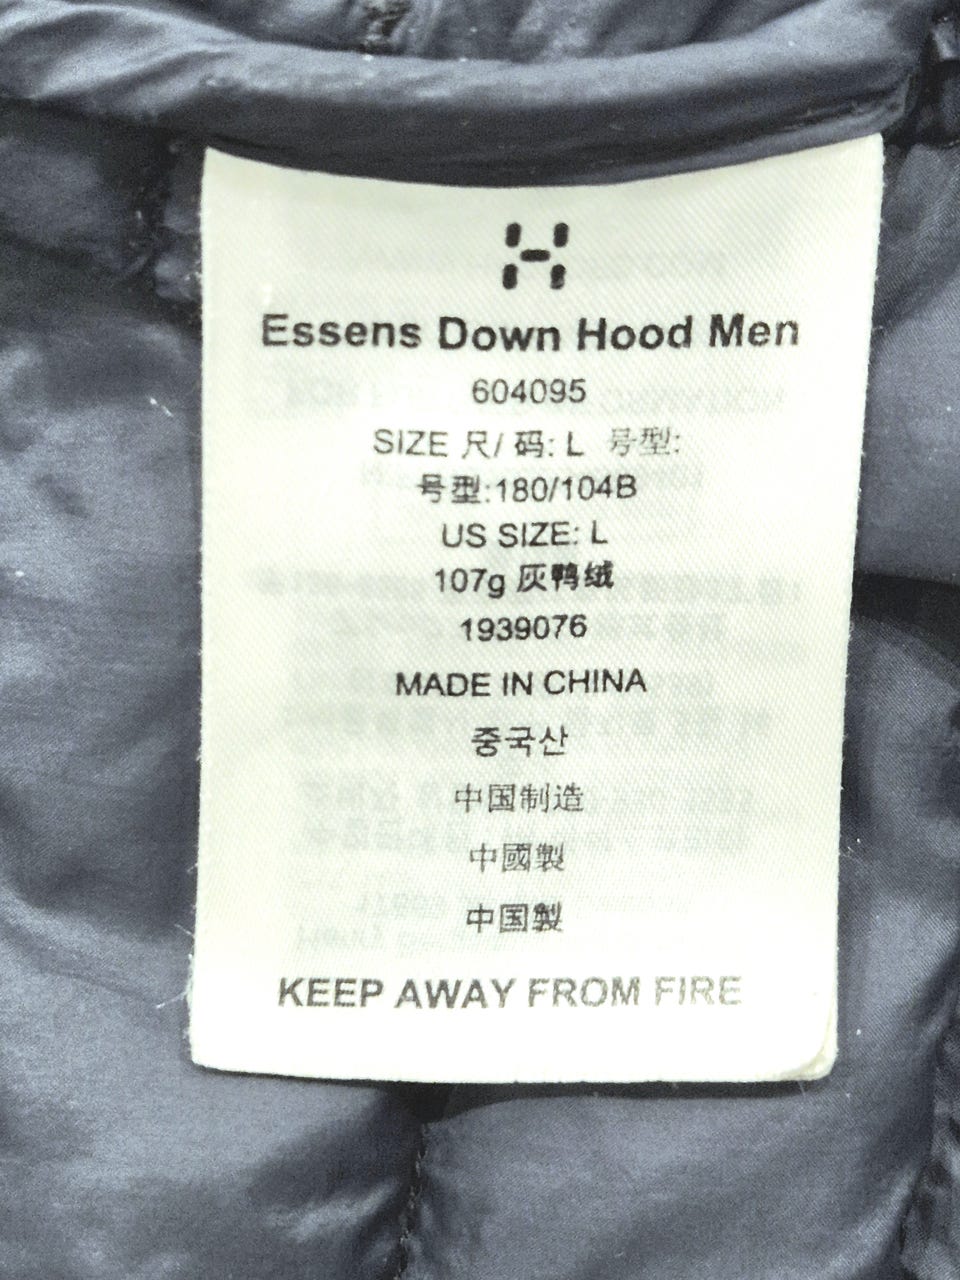 Essens Down Hood Men
604095
SIZE 尺/ 码: L 号型:
号型:180/104B
US SIZE: L
107g 灰鸭绒
1939076
MADE IN CHINA
중국산
中国制造
中國製
中国製
KEEP AWAY FROM FIRE